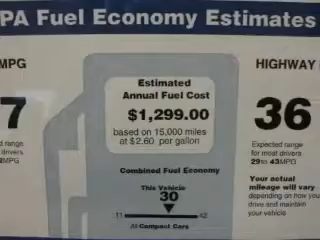 PA Fuel Economy Estimates
MPG
7
MPG
Estimated
Annual Fuel Cost
$1,299.00
based on 15,000 miles
at $2.60 per gallon
Combined Fuel Economy
This Vehicle
30
11 42
All Compact Cars
HIGHWAY
36
Expected range
for most drivers
29 to 43 MPG
Your actual
mileage will vary
depending on how you
drive and maintain
your vehicle